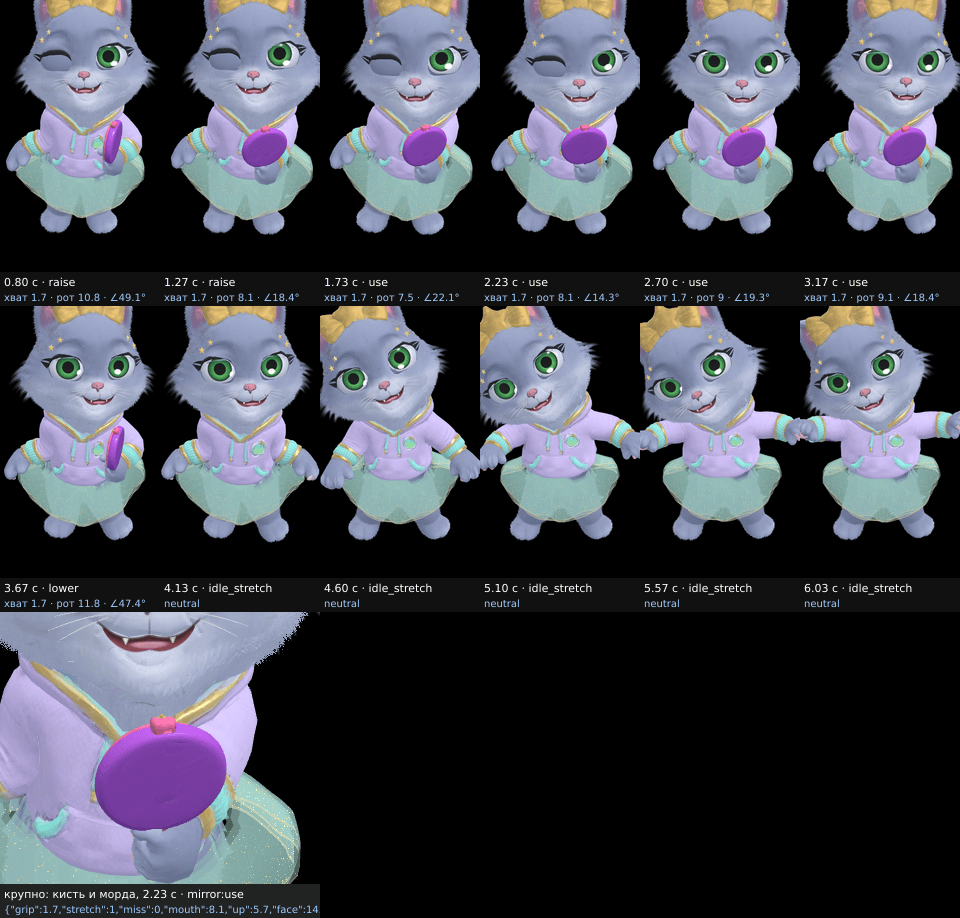 0.80 с · raise
хват 1.7 · рот 10.8 · ∠49.1°
1.27 с · raise
хват 1.7 · рот 8.1 · ∠18.4°
1.73 с · use
хват 1.7 · рот 7.5 · ∠22.1°
2.23 с · use
хват 1.7 · рот 8.1 · ∠14.3°
2.70 с · use
хват 1.7 · рот 9 · ∠19.3°
3.17 с · use
хват 1.7 · рот 9.1 · ∠18.4°
3.67 с · lower
хват 1.7 · рот 11.8 · ∠47.4°
4.13 с · idle_stretch
neutral
4.60 с · idle_stretch
neutral
5.10 с · idle_stretch
neutral
5.57 с · idle_stretch
neutral
6.03 с · idle_stretch
neutral
крупно: кисть и морда, 2.23 с · mirror:use
{"grip":1.7,"stretch":1,"miss":0,"mouth":8.1,"up":5.7,"face":14